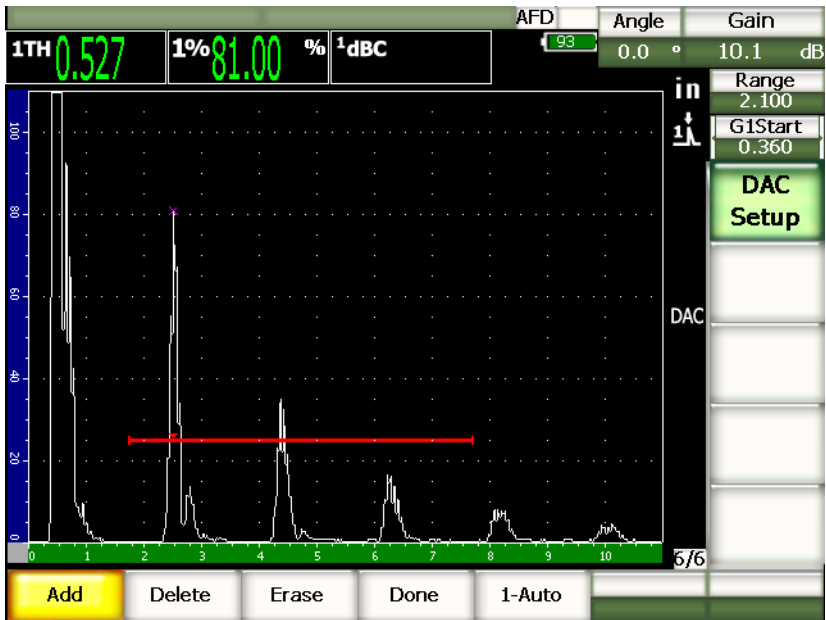 AFD Angle Gain
1TH 0.527 1% 81.00 % 1dBC 93 0.0 ° 10.1 dB
in Range
2.100
1 G1Start
0.360
DAC
Setup
100
80
60
DAC
40
20
0
0 1 2 3 4 5 6 7 8 9 10 6/6
Add Delete Erase Done 1-Auto